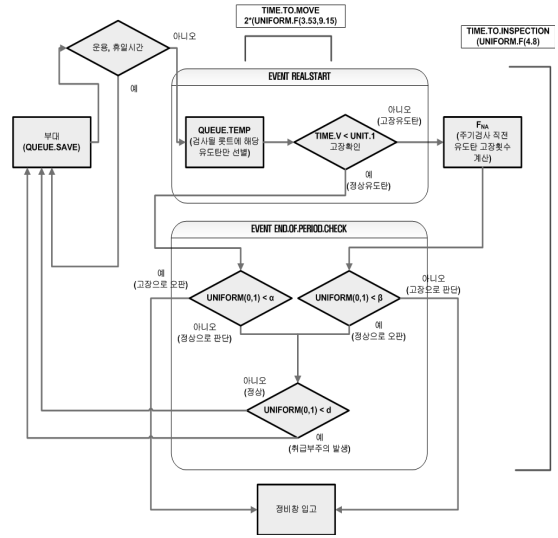 TIME.TO.MOVE
2*(UNIFORM.F(3.53,9.15)
TIME.TO.INSPECTION
(UNIFORM.F(4.8)
운용, 휴일시간
아니오
예
부대
(QUEUE.SAVE)
EVENT REAL.START
QUEUE.TEMP
(검사될 롯트에 해당
유도탄만 선별)
TIME.V < UNIT.1
고장확인
아니오
(고장유도탄)
예
(정상유도탄)
FNA
(주기검사 직전
유도탄 고장횟수
계산)
EVENT END.OF.PERIOD.CHECK
예
(고장으로 오판)
UNIFORM(0,1) < α
아니오
(정상으로 판단)
UNIFORM(0,1) < β
아니오
(고장으로 판단)
예
(정상으로 오판)
아니오
(정상)
UNIFORM(0,1) < d
예
(취급부주의 발생)
정비창 입고